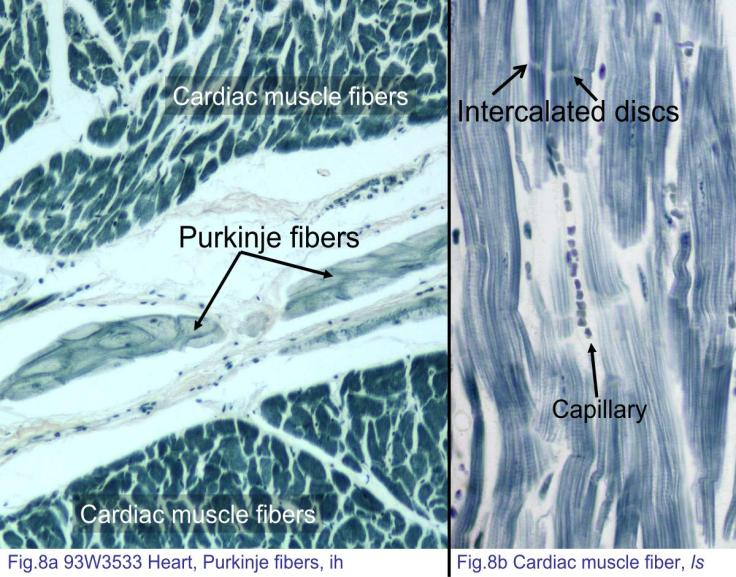 Cardiac muscle fibers
Purkinje fibers
Cardiac muscle fibers
Fig.8a 93W3533 Heart, Purkinje fibers, ih
Intercalated discs
Capillary
Fig.8b Cardiac muscle fiber, ls